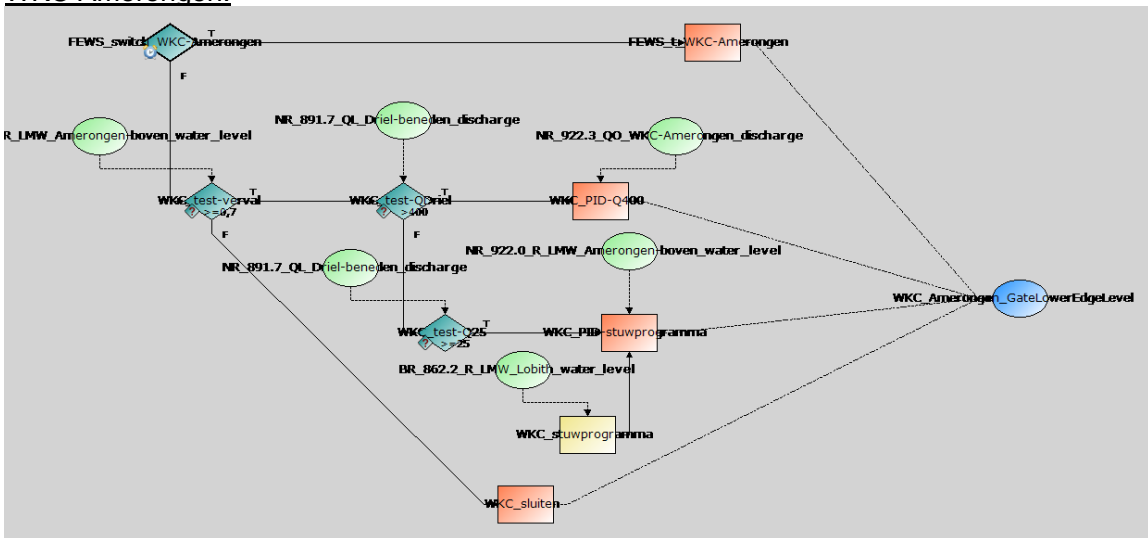 WKC Amerongen:
T
FEWS_switch WKC-Amerongen
FEWS_t_WKC-Amerongen
F
NR_891.7_QL_Driel-beneden_discharge
R_LMW_Amerongen-boven_water_level
NR_922.3_QO_WKC-Amerongen_discharge
T
T
WKC_test-verval
>=0,7
WKC_test-QDriel
>400
WKC_PID-Q400
F
F
NR_922.0_R_LMW_Amerongen-boven_water_level
NR_891.7_QL_Driel-beneden_discharge
WKC_Amerongen_GateLowerEdgeLevel
T
WKC_test-Q25
>=25
WKC_PID-stuwprogramma
BR_862.2_R_LMW_Lobith_water_level
WKC_stuwprogramma
WKC_sluiten